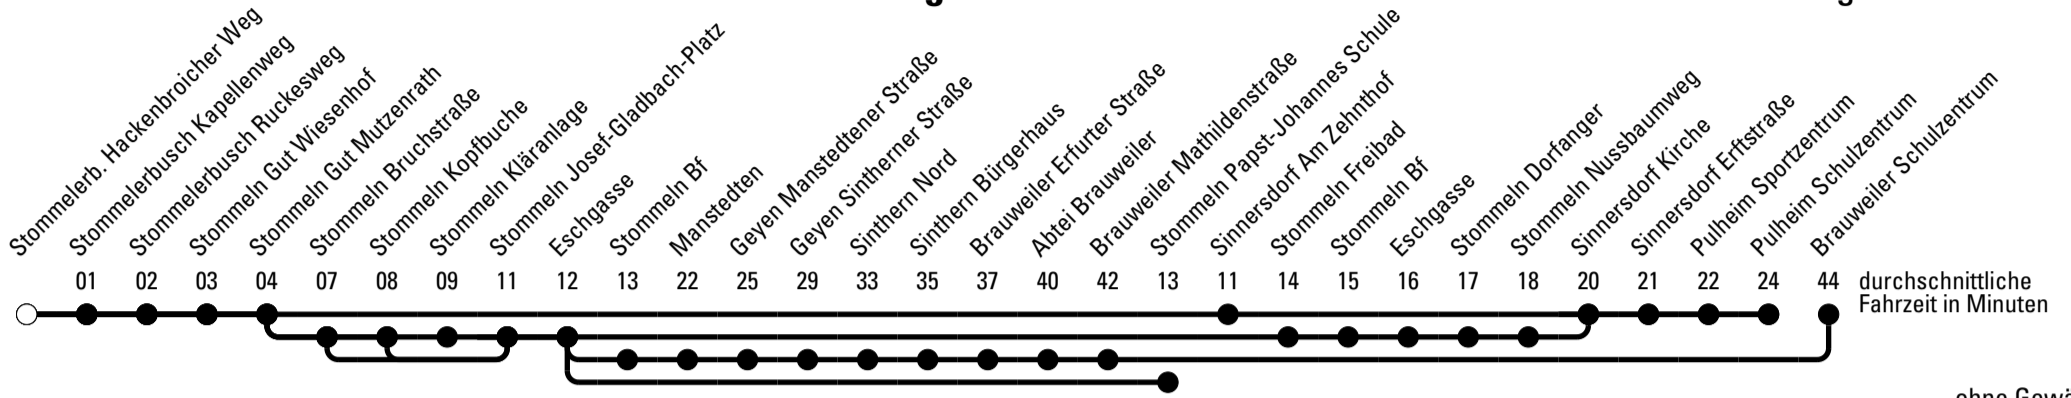 Stommelerb. Hackenbroicher Weg
Stommelerbusch Kapellenweg
Stommelerbusch Ruckesweg
Stommeln Gut Wiesenhof
Stommeln Gut Mutzenrath
Stommeln Bruchstraße
Stommeln Kopfbuche
Stommeln Kläranlage
Stommeln Josef-Gladbach-Platz
Eschgasse
Stommeln Bf
Manstedten
Geyen Manstedtener Straße
Geyen Sintherner Straße
Sinthern Nord
Sinthern Bürgerhaus
Brauweiler Erfurter Straße
Abtei Brauweiler
Brauweiler Mathildenstraße
Stommeln Papst-Johannes Schule
Sinnersdorf Am Zehnthof
Stommeln Freibad
Stommeln Bf
Eschgasse
Stommeln Dorfanger
Stommeln Nussbaumweg
Sinnersdorf Kirche
Sinnersdorf Erftstraße
Pulheim Sportzentrum
Pulheim Schulzentrum
Brauweiler Schulzentrum
01 02 03 04 07 08 09 11 12 13 22 25 29 33 35 37 40 42 13 11 14 15 16 17 18 20 21 22 24 44 durchschnittliche
Fahrzeit in Minuten